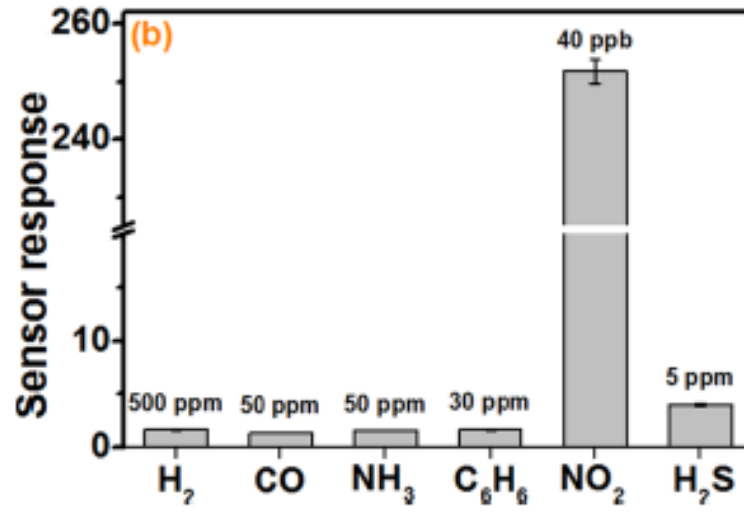 260
(b)
40 ppb
240
Sensor response
10
500 ppm
50 ppm
50 ppm
30 ppm
5 ppm
0
H₂
CO
NH₃
C₆H₆
NO₂
H₂S